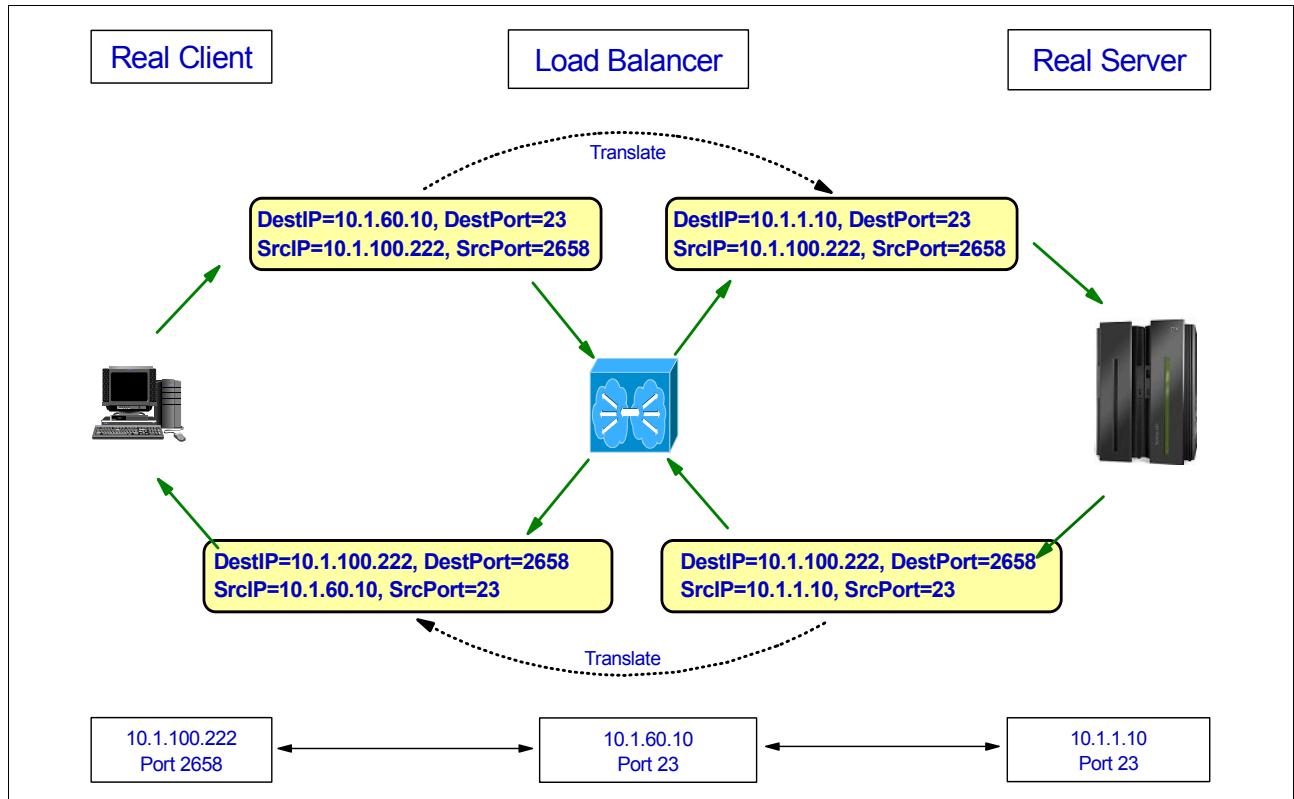 Real Client
Load Balancer
Real Server
Translate
DestIP=10.1.60.10, DestPort=23
SrcIP=10.1.100.222, SrcPort=2658
DestIP=10.1.1.10, DestPort=23
SrcIP=10.1.100.222, SrcPort=2658
DestIP=10.1.100.222, DestPort=2658
SrcIP=10.1.60.10, SrcPort=23
DestIP=10.1.100.222, DestPort=2658
SrcIP=10.1.1.10, SrcPort=23
Translate
10.1.100.222
Port 2658
10.1.60.10
Port 23
10.1.1.10
Port 23